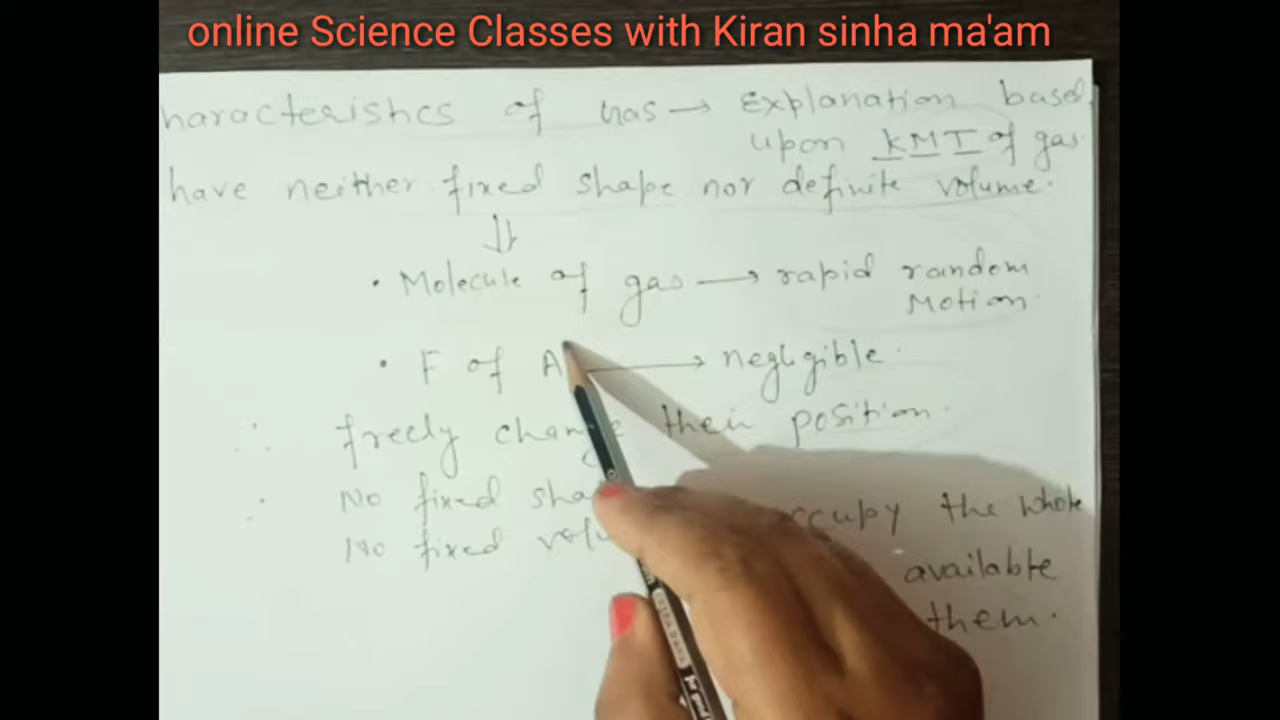 online Science Classes with Kiran sinha ma'am
haracteristics of Gas → Explanation based
upon KMT of gas
have neither fixed shape nor definite volume.
⇓
• Molecule of gas → rapid random
Motion.
• F of A → negligible.
∴ freely change their position.
∴ No fixed sha occupy the whole
No fixed volu available
them.